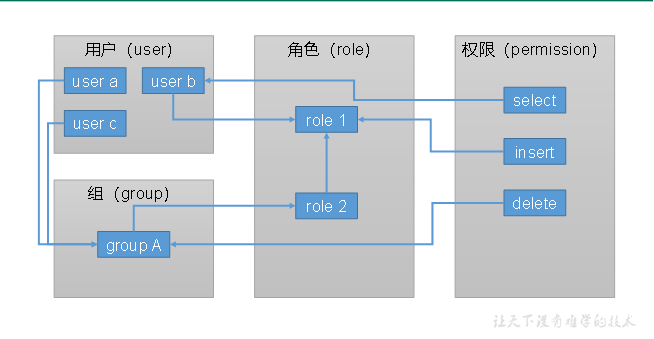 用户（user）
角色（role）
权限（permission）
user a
user b
user c
role 1
select
insert
组（group）
role 2
delete
group A
让天下没有难学的技术